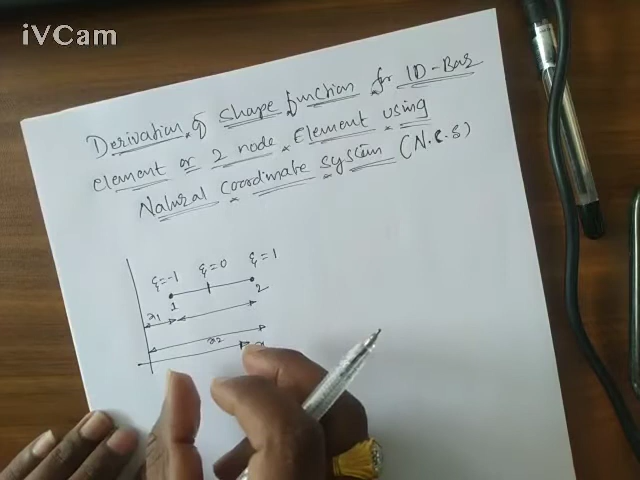 iVCam
Derivation of Shape function for 1D-Bar
element or 2 node Element using
Natural Coordinate system (N.C.S)
ξ=-1 ξ=0 ξ=1
1 2
x1
x2